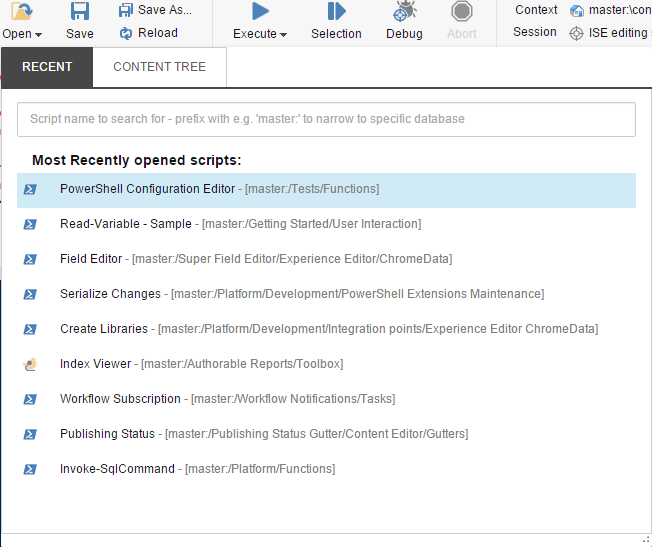 Open
Save
Save As...
Reload
Execute
Selection
Debug
Abort
Context
master:\con
Session
ISE editing s
RECENT
CONTENT TREE
Script name to search for - prefix with e.g. 'master:' to narrow to specific database
Most Recently opened scripts:
PowerShell Configuration Editor - [master:/Tests/Functions]
Read-Variable - Sample - [master:/Getting Started/User Interaction]
Field Editor - [master:/Super Field Editor/Experience Editor/ChromeData]
Serialize Changes - [master:/Platform/Development/PowerShell Extensions Maintenance]
Create Libraries - [master:/Platform/Development/Integration points/Experience Editor ChromeData]
Index Viewer - [master:/Authorable Reports/Toolbox]
Workflow Subscription - [master:/Workflow Notifications/Tasks]
Publishing Status - [master:/Publishing Status Gutter/Content Editor/Gutters]
Invoke-SqlCommand - [master:/Platform/Functions]